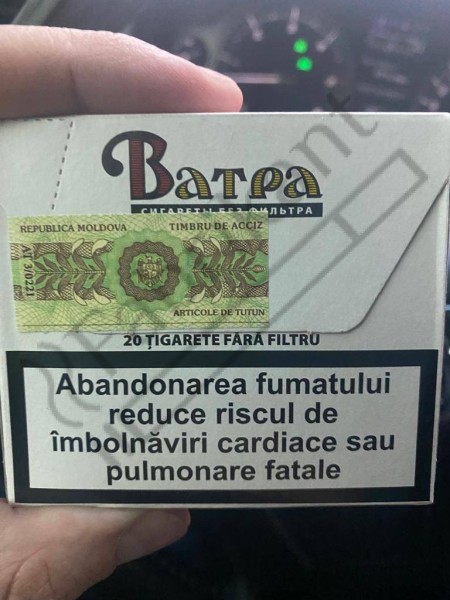 Ватра
СИГАРЕТЫ БЕЗ ФИЛЬТРА
REPUBLICA MOLDOVA TIMBRU DE ACCIZ
ARTICOLE DE TUTUN
20 ŢIGARETE FĂRĂ FILTRU
Abandonarea fumatului
reduce riscul de
îmbolnăviri cardiace sau
pulmonare fatale